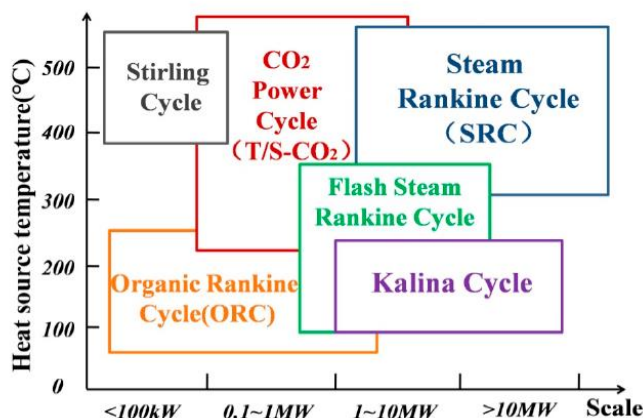 Heat source temperature(℃)
500
400
300
200
100
0
Stirling
Cycle
CO₂
Power
Cycle
(T/S-CO₂)
Steam
Rankine Cycle
(SRC)
Flash Steam
Rankine Cycle
Organic Rankine
Cycle(ORC)
Kalina Cycle
<100kW
0.1~1MW
1~10MW
>10MW
Scale